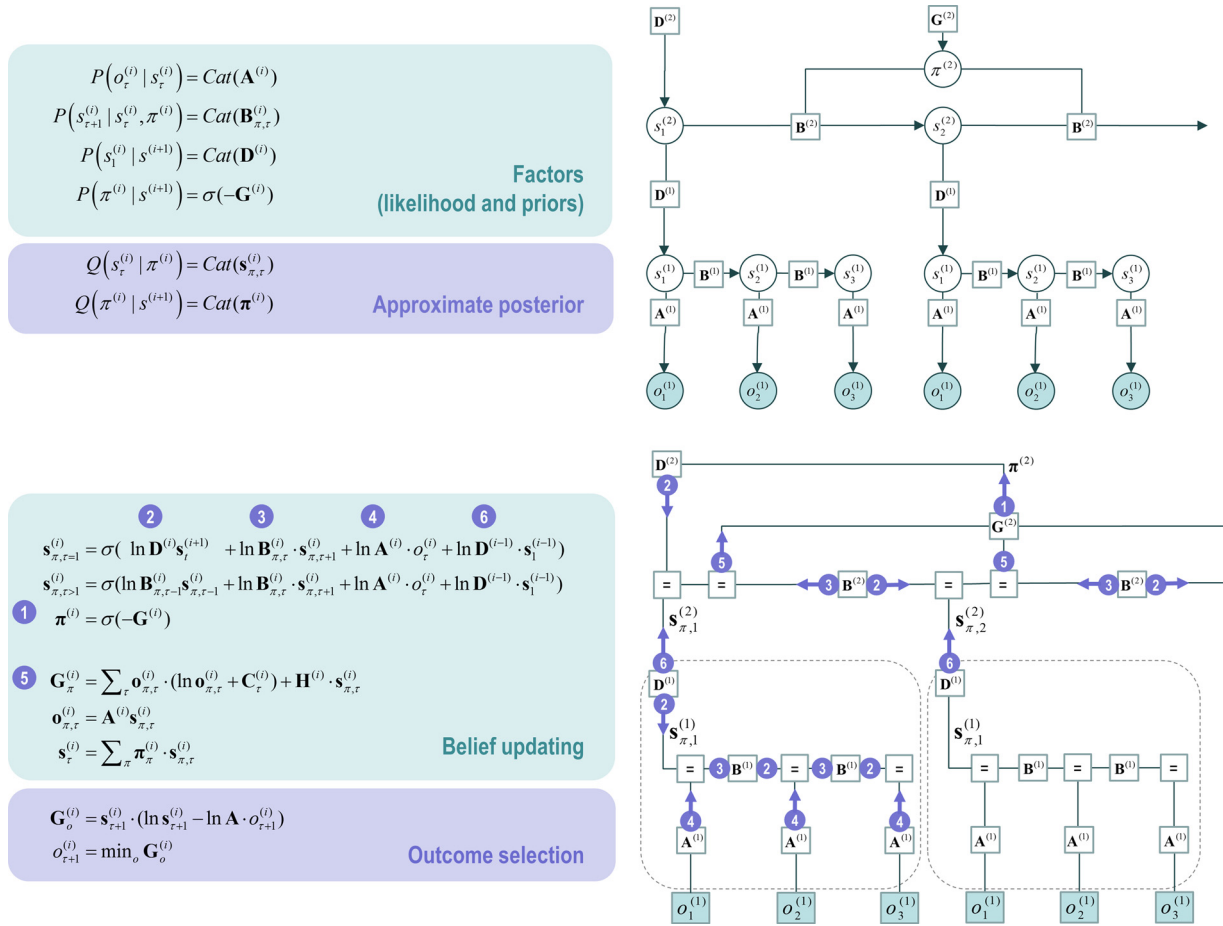 P(o_τ^(i) | s_τ^(i)) = Cat(A^(i))
P(s_τ+1^(i) | s_τ^(i), π^(i)) = Cat(B_π,τ^(i))
P(s_1^(i) | s^(i+1)) = Cat(D^(i))
P(π^(i) | s^(i+1)) = σ(−G^(i))
Factors
(likelihood and priors)
Q(s_τ^(i) | π^(i)) = Cat(s_π,τ^(i))
Q(π^(i) | s^(i+1)) = Cat(π^(i))
Approximate posterior
D^(2) G^(2)
π^(2)
s_1^(2) B^(2) s_2^(2) B^(2)
D^(1) D^(1)
s_1^(1) B^(1) s_2^(1) B^(1) s_3^(1) s_1^(1) B^(1) s_2^(1) B^(1) s_3^(1)
A^(1) A^(1) A^(1) A^(1) A^(1) A^(1)
o_1^(1) o_2^(1) o_3^(1) o_1^(1) o_2^(1) o_3^(1)
2 3 4 6
s_π,τ=1^(i) = σ( ln D^(i) s_t^(i+1) + ln B_π,τ^(i) · s_π,τ+1^(i) + ln A^(i) · o_τ^(i) + ln D^(i−1) · s_1^(i−1))
s_π,τ>1^(i) = σ(ln B_π,τ−1^(i) s_π,τ−1^(i) + ln B_π,τ^(i) · s_π,τ+1^(i) + ln A^(i) · o_τ^(i) + ln D^(i−1) · s_1^(i−1))
1 π^(i) = σ(−G^(i))
5 G_π^(i) = ∑_τ o_π,τ^(i) · (ln o_π,τ^(i) + C_τ^(i)) + H^(i) · s_π,τ^(i)
o_π,τ^(i) = A^(i) s_π,τ^(i)
s_τ^(i) = ∑_π π_π^(i) · s_π,τ^(i)
Belief updating
G_o^(i) = s_τ+1^(i) · (ln s_τ+1^(i) − ln A · o_τ+1^(i))
o_τ+1^(i) = min_o G_o^(i)
Outcome selection
D^(2) π^(2)
2 1
G^(2)
5 5
= = 3 B^(2) 2 = = 3 B^(2) 2
s_π,1^(2) s_π,2^(2)
6 6
D^(1) D^(1)
2
s_π,1^(1) s_π,1^(1)
= 3 B^(1) 2 = 3 B^(1) 2 = = B^(1) = B^(1) =
4 4 4
A^(1) A^(1) A^(1) A^(1) A^(1) A^(1)
o_1^(1) o_2^(1) o_3^(1) o_1^(1) o_2^(1) o_3^(1)